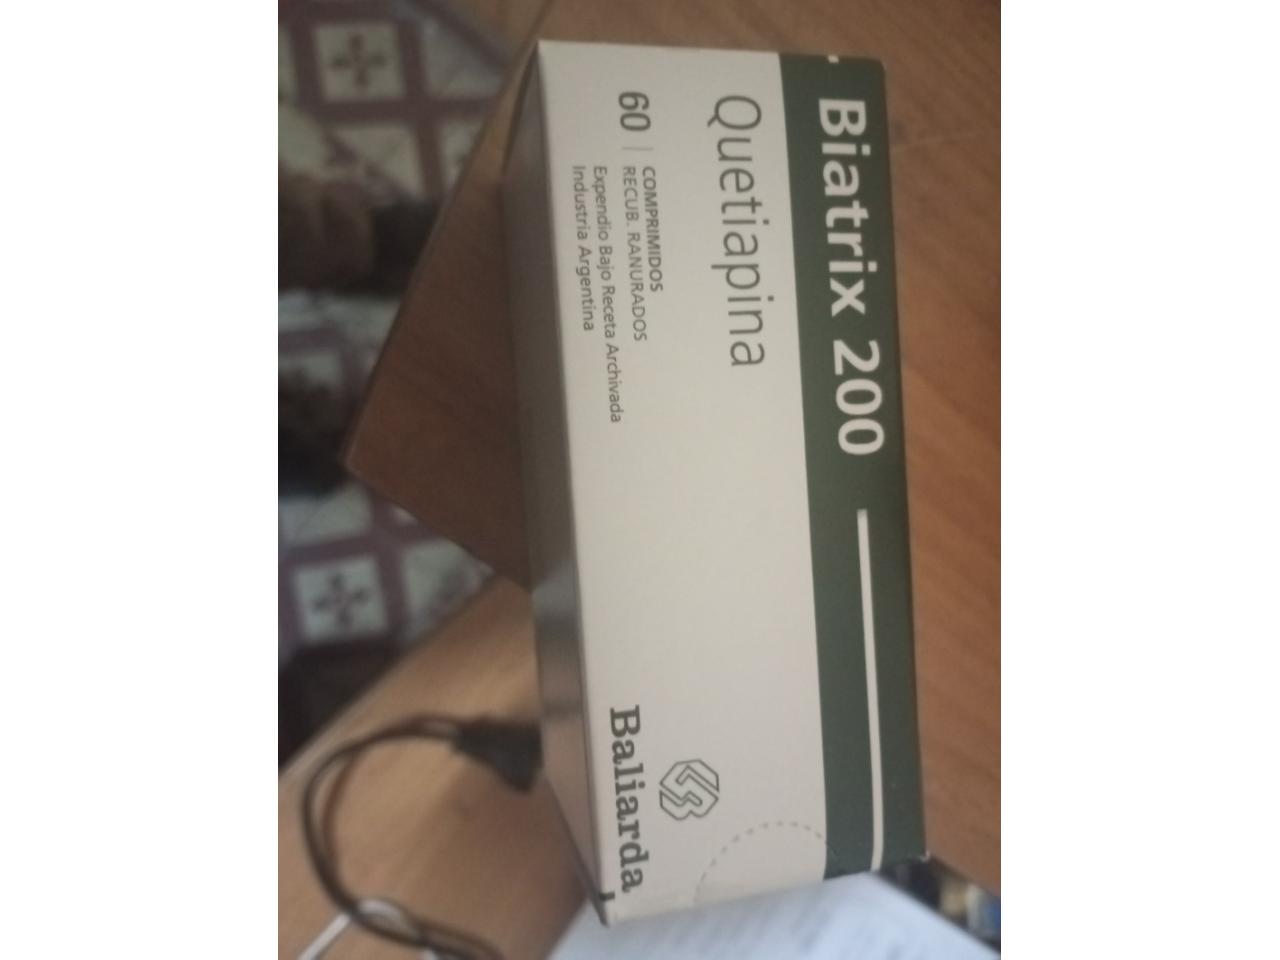 Biatrix 200
Quetiapina
60 | COMPRIMIDOS
RECUB. RANURADOS
Expendio Bajo Receta Archivada
Industria Argentina
Baliarda